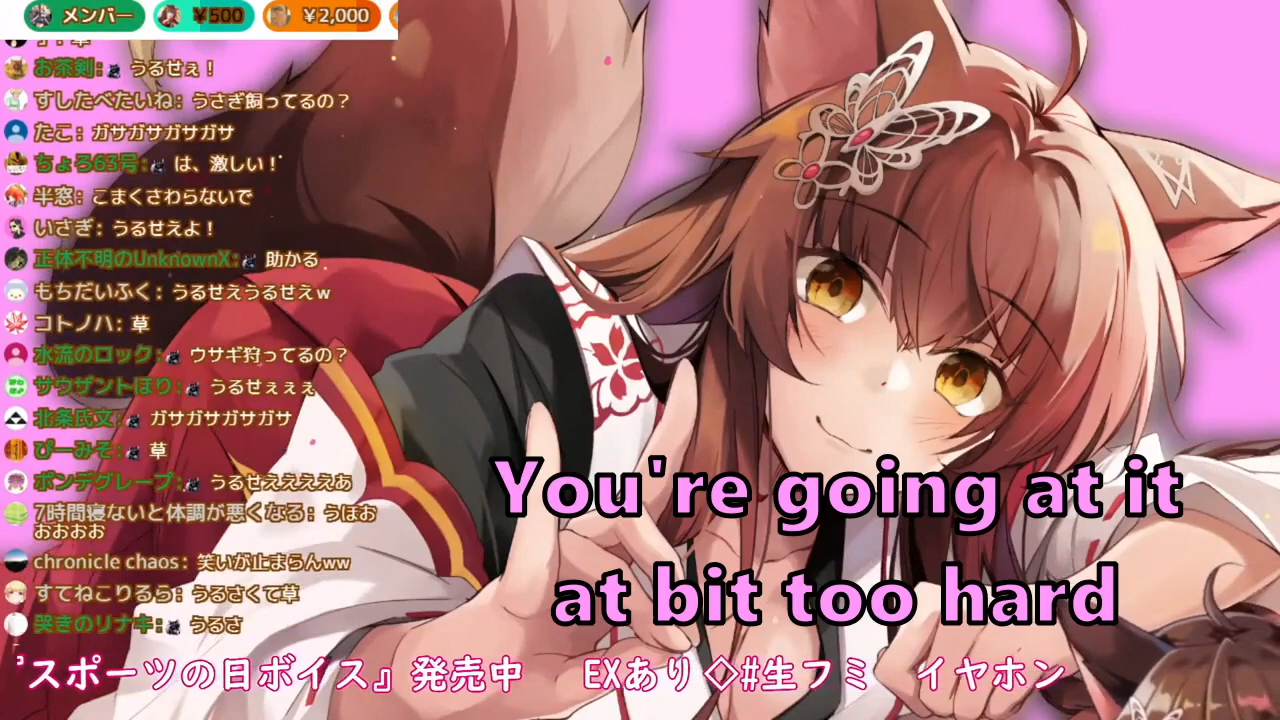 メンバー ￥500 ￥2,000
お茶剣: うるせぇ！
すしたべたいね: うさぎ飼ってるの？
たこ: ガサガサガサガサ
ちょろ63号: は、激しい！
半窓: こまくさわらないで
いさぎ: うるせえよ！
正体不明のUnknownX: 助かる
もちだいふく: うるせえうるせえw
コトノハ: 草
水流のロック: ウサギ狩ってるの？
サウザントほり: うるせぇぇぇ
北条氏文: ガサガサガサガサ
ぴーみそ: 草
ポンデグレープ: うるせえええええあ
7時間寝ないと体調が悪くなる: うほお
おおおお
chronicle chaos: 笑いが止まらんww
すてねこりるら: うるさくて草
哭きのリナキ: うるさ
You're going at it
at bit too hard
『スポーツの日ボイス』発売中 EXあり◇#生フミ イヤホン